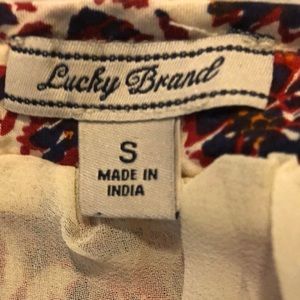 Lucky Brand
S
MADE IN
INDIA